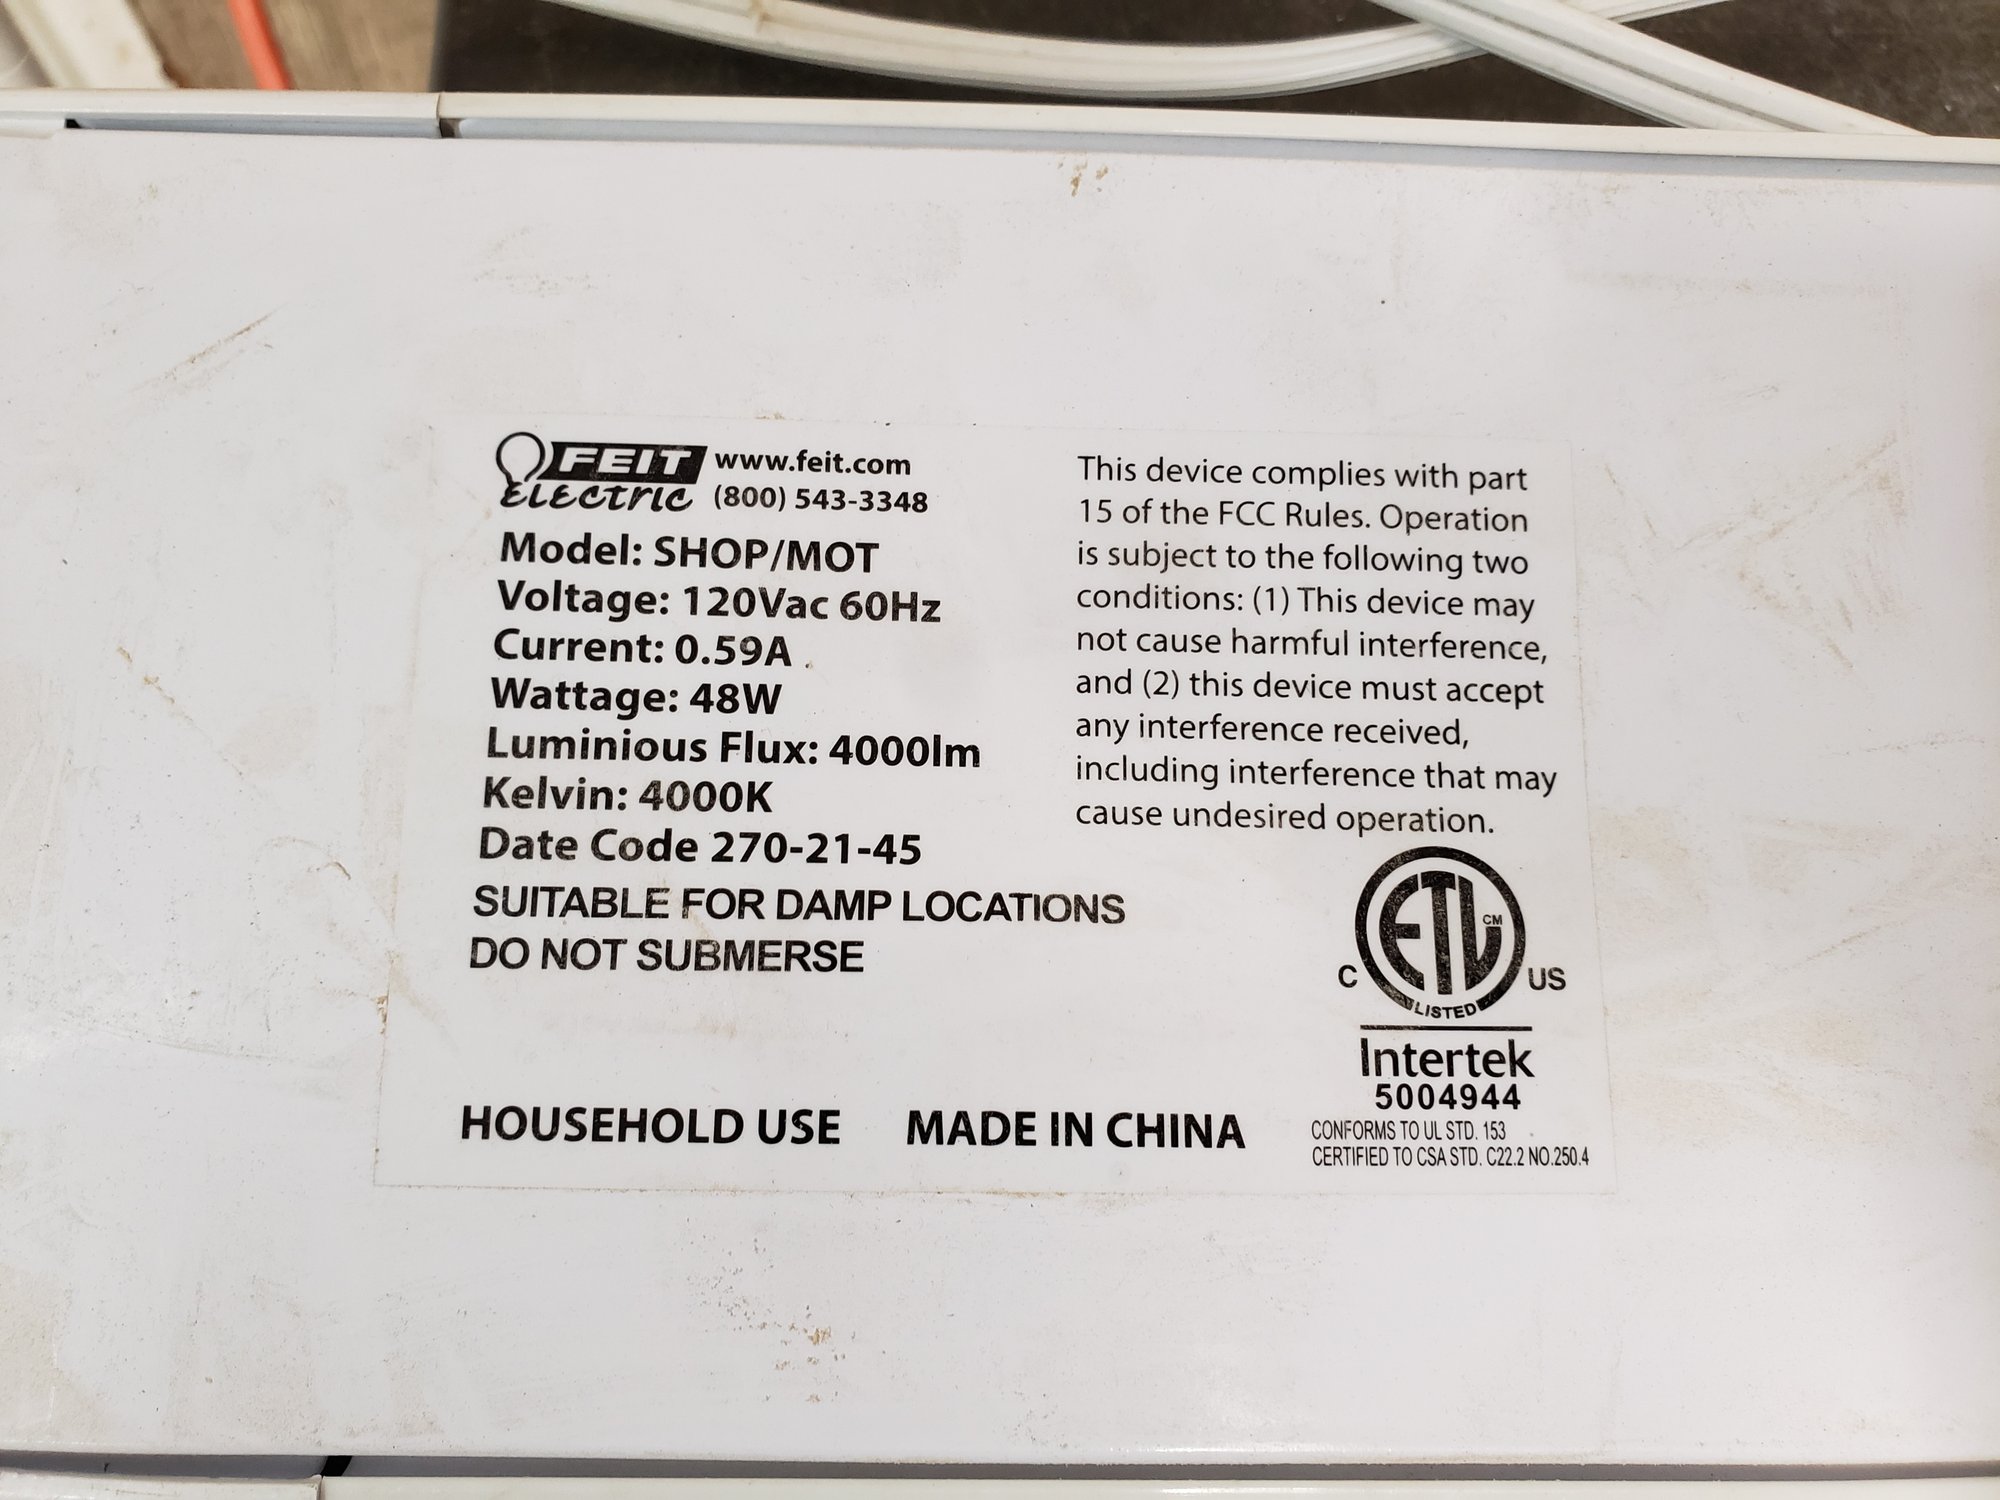 FEIT www.feit.com
ELECTRIC (800) 543-3348
Model: SHOP/MOT
Voltage: 120Vac 60Hz
Current: 0.59A
Wattage: 48W
Luminious Flux: 4000lm
Kelvin: 4000K
Date Code 270-21-45
SUITABLE FOR DAMP LOCATIONS
DO NOT SUBMERSE
HOUSEHOLD USE MADE IN CHINA
This device complies with part
15 of the FCC Rules. Operation
is subject to the following two
conditions: (1) This device may
not cause harmful interference,
and (2) this device must accept
any interference received,
including interference that may
cause undesired operation.
ETL CM
C US
LISTED
Intertek
5004944
CONFORMS TO UL STD. 153
CERTIFIED TO CSA STD. C22.2 NO.250.4